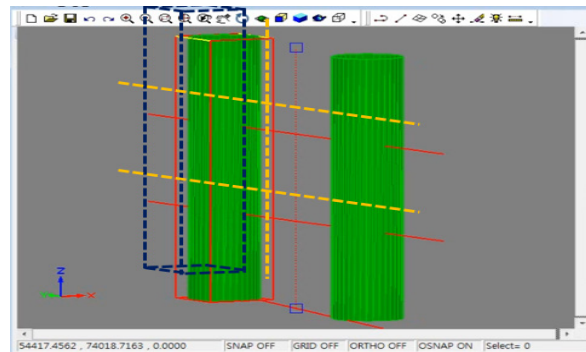 Z
X
54417.4562 , 74018.7163 , 0.0000 SNAP OFF GRID OFF ORTHO OFF OSNAP ON Select= 0